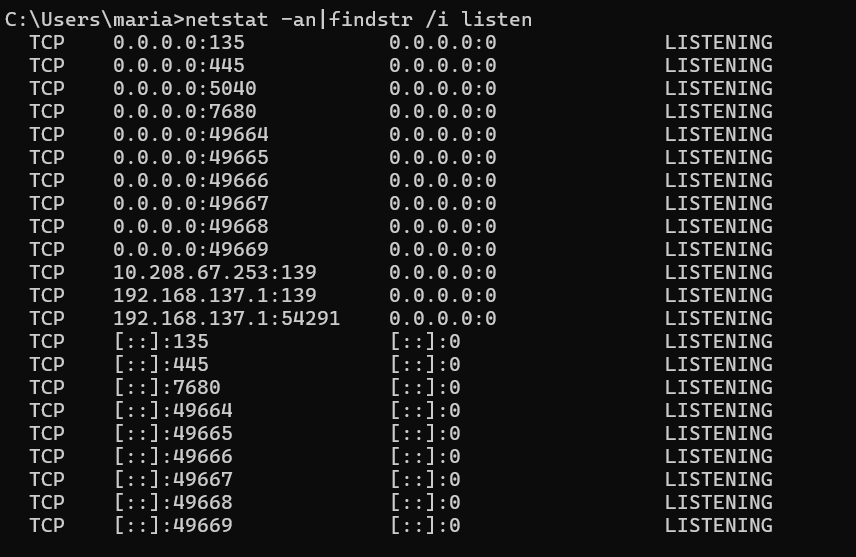 C:\Users\maria>netstat -an|findstr /i listen
  TCP    0.0.0.0:135            0.0.0.0:0              LISTENING
  TCP    0.0.0.0:445            0.0.0.0:0              LISTENING
  TCP    0.0.0.0:5040           0.0.0.0:0              LISTENING
  TCP    0.0.0.0:7680           0.0.0.0:0              LISTENING
  TCP    0.0.0.0:49664          0.0.0.0:0              LISTENING
  TCP    0.0.0.0:49665          0.0.0.0:0              LISTENING
  TCP    0.0.0.0:49666          0.0.0.0:0              LISTENING
  TCP    0.0.0.0:49667          0.0.0.0:0              LISTENING
  TCP    0.0.0.0:49668          0.0.0.0:0              LISTENING
  TCP    0.0.0.0:49669          0.0.0.0:0              LISTENING
  TCP    10.208.67.253:139      0.0.0.0:0              LISTENING
  TCP    192.168.137.1:139      0.0.0.0:0              LISTENING
  TCP    192.168.137.1:54291    0.0.0.0:0              LISTENING
  TCP    [::]:135               [::]:0                 LISTENING
  TCP    [::]:445               [::]:0                 LISTENING
  TCP    [::]:7680              [::]:0                 LISTENING
  TCP    [::]:49664             [::]:0                 LISTENING
  TCP    [::]:49665             [::]:0                 LISTENING
  TCP    [::]:49666             [::]:0                 LISTENING
  TCP    [::]:49667             [::]:0                 LISTENING
  TCP    [::]:49668             [::]:0                 LISTENING
  TCP    [::]:49669             [::]:0                 LISTENING